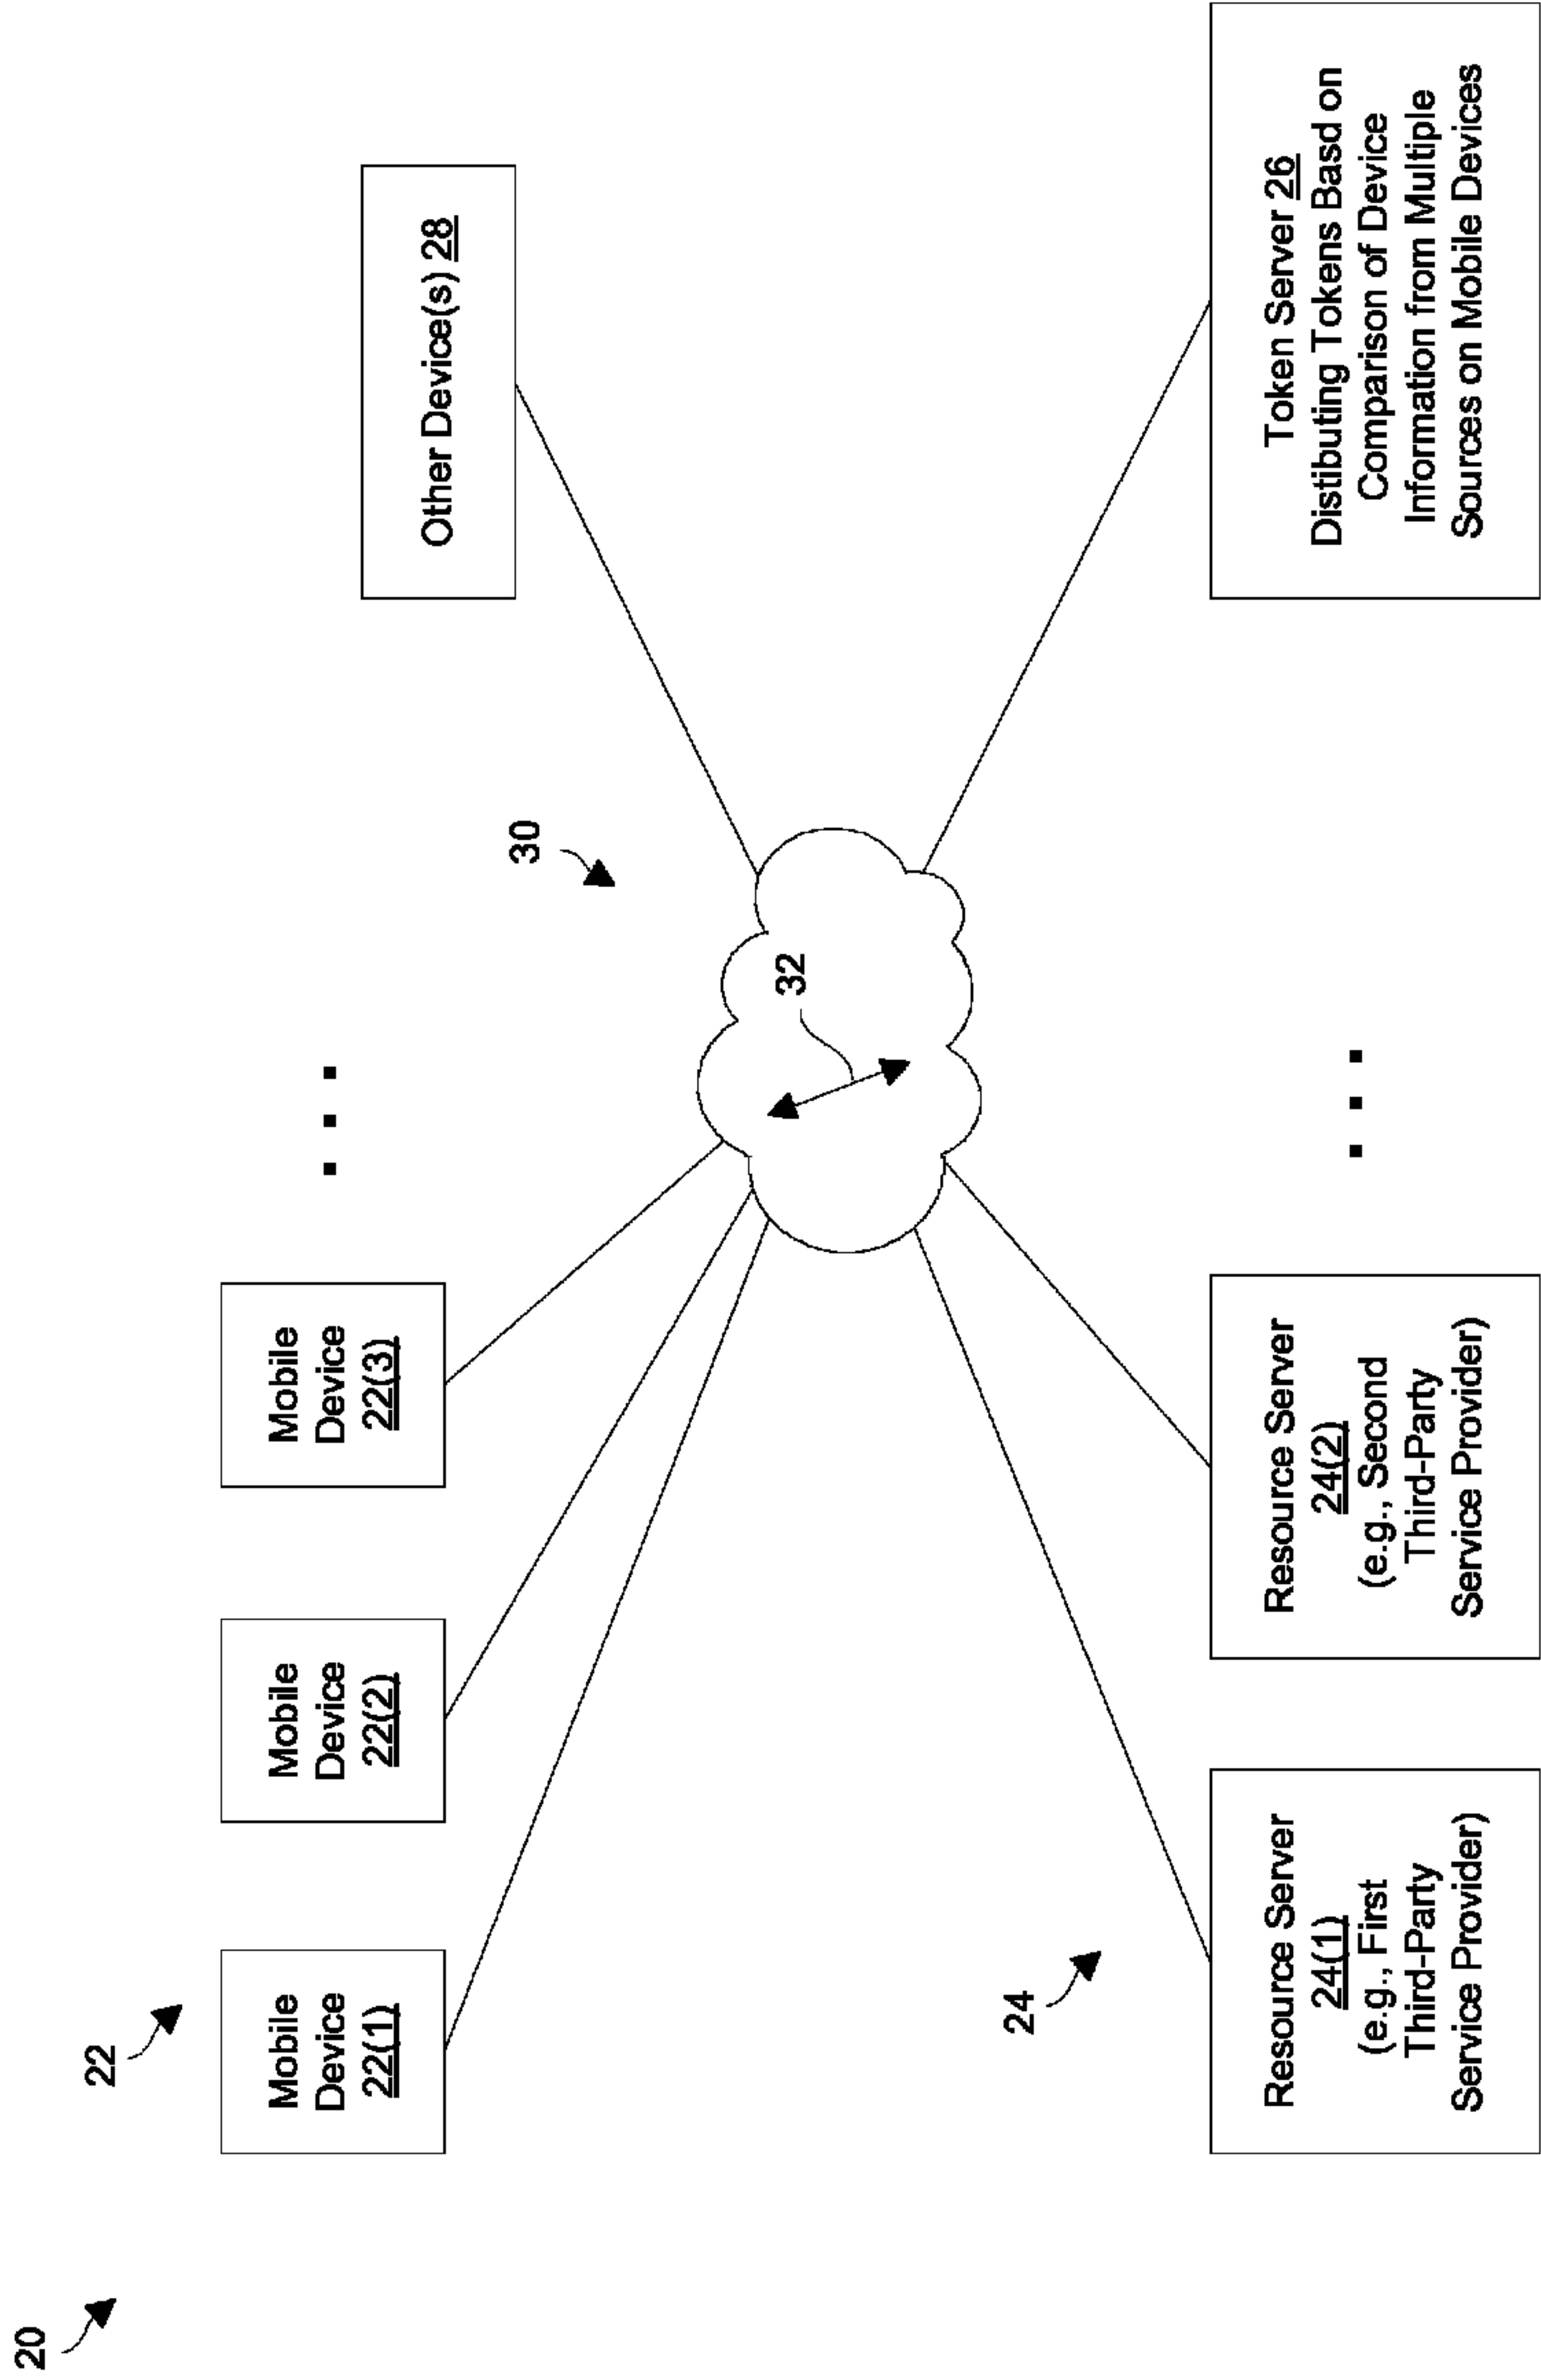 20
22
Mobile
Device
22(1)
Mobile
Device
22(2)
Mobile
Device
22(3)
Other Device(s) 28
30
32
24
Resource Server
24(1)
(e.g., First
Third-Party
Service Provider)
Resource Server
24(2)
(e.g., Second
Third-Party
Service Provider)
Token Server 26
Distibuting Tokens Basd on
Comparison of Device
Information from Multiple
Sources on Mobile Devices